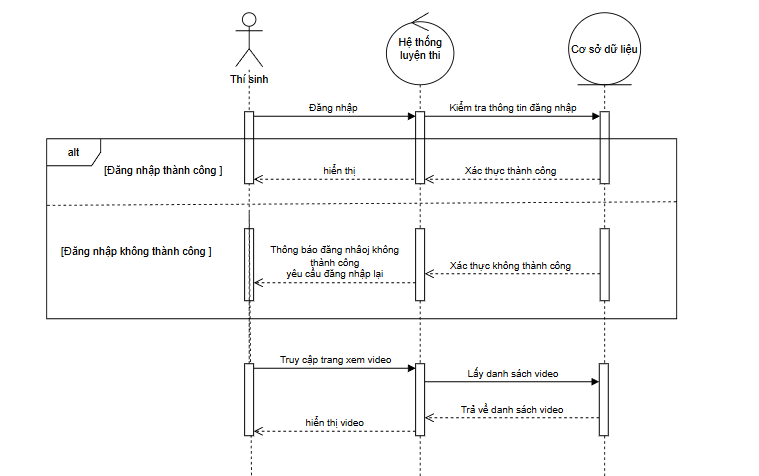 Thí sinh
Hệ thống
luyện thi
Cơ sở dữ liệu
Đăng nhập
Kiểm tra thông tin đăng nhập
alt
[Đăng nhập thành công ]
hiển thị
Xác thực thành công
[Đăng nhập không thành công ]
Thông báo đăng nhâoj không
thành công
yêu cầu đăng nhập lại
Xác thực không thành công
Truy cập trang xem video
Lấy danh sách video
Trả về danh sách video
hiển thị video